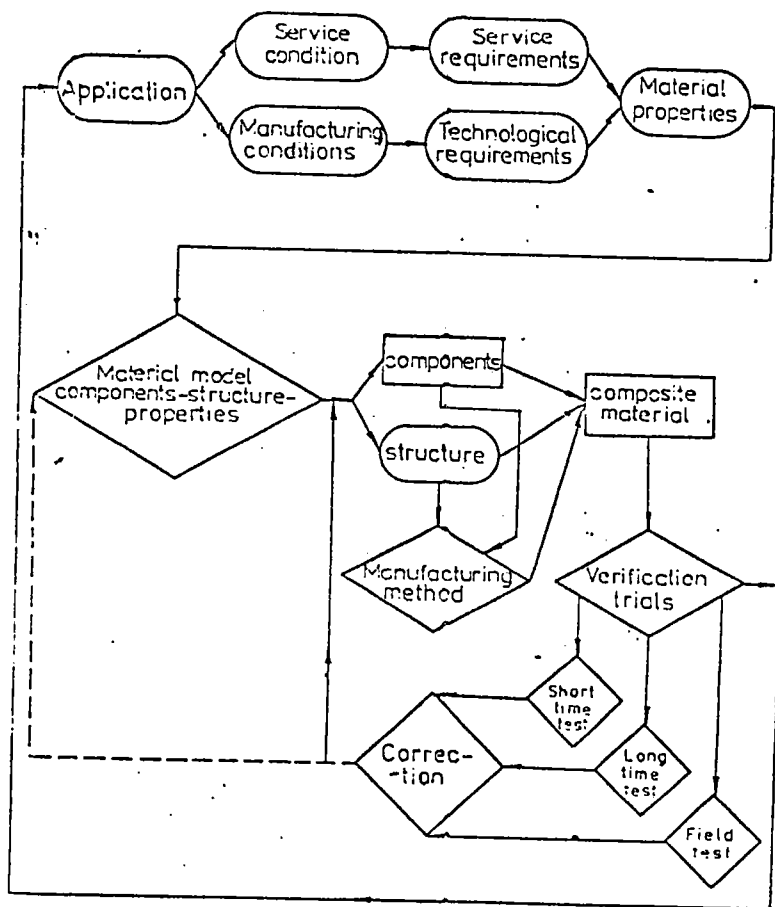 Service
condition
Service
requirements
Application
Material
properties
Manufacturing
conditions
Technological
requirements
Material model
components-structure-
properties
components
structure
composite
material
Manufacturing
method
Verification
trials
Short
time
test
Long
time
test
Field
test
Correc-
-tion